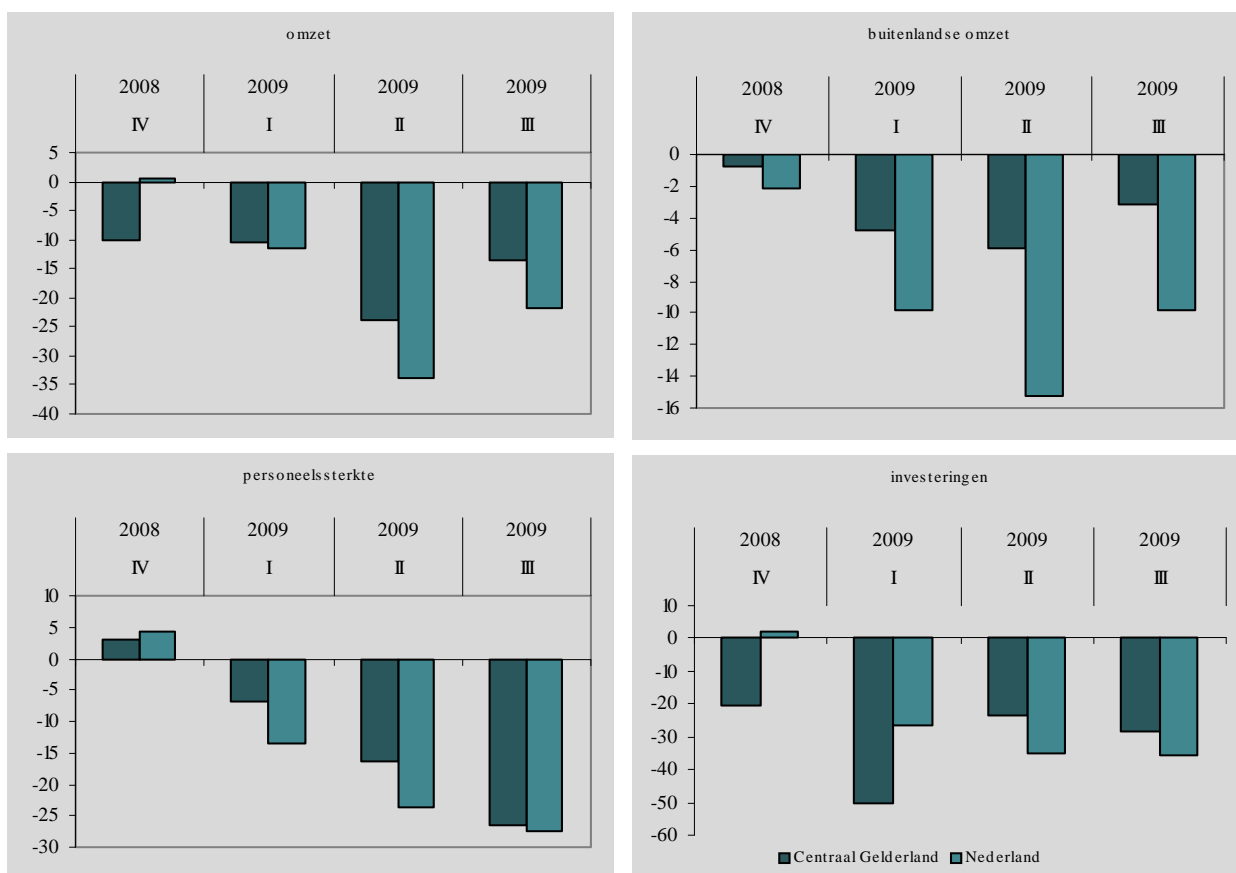 omzet
2008 2009 2009 2009
IV I II III
5
0
-5
-10
-15
-20
-25
-30
-35
-40
buitenlandse omzet
2008 2009 2009 2009
IV I II III
0
-2
-4
-6
-8
-10
-12
-14
-16
personeelssterkte
2008 2009 2009 2009
IV I II III
10
5
0
-5
-10
-15
-20
-25
-30
investeringen
2008 2009 2009 2009
IV I II III
10
0
-10
-20
-30
-40
-50
-60
Centraal Gelderland Nederland